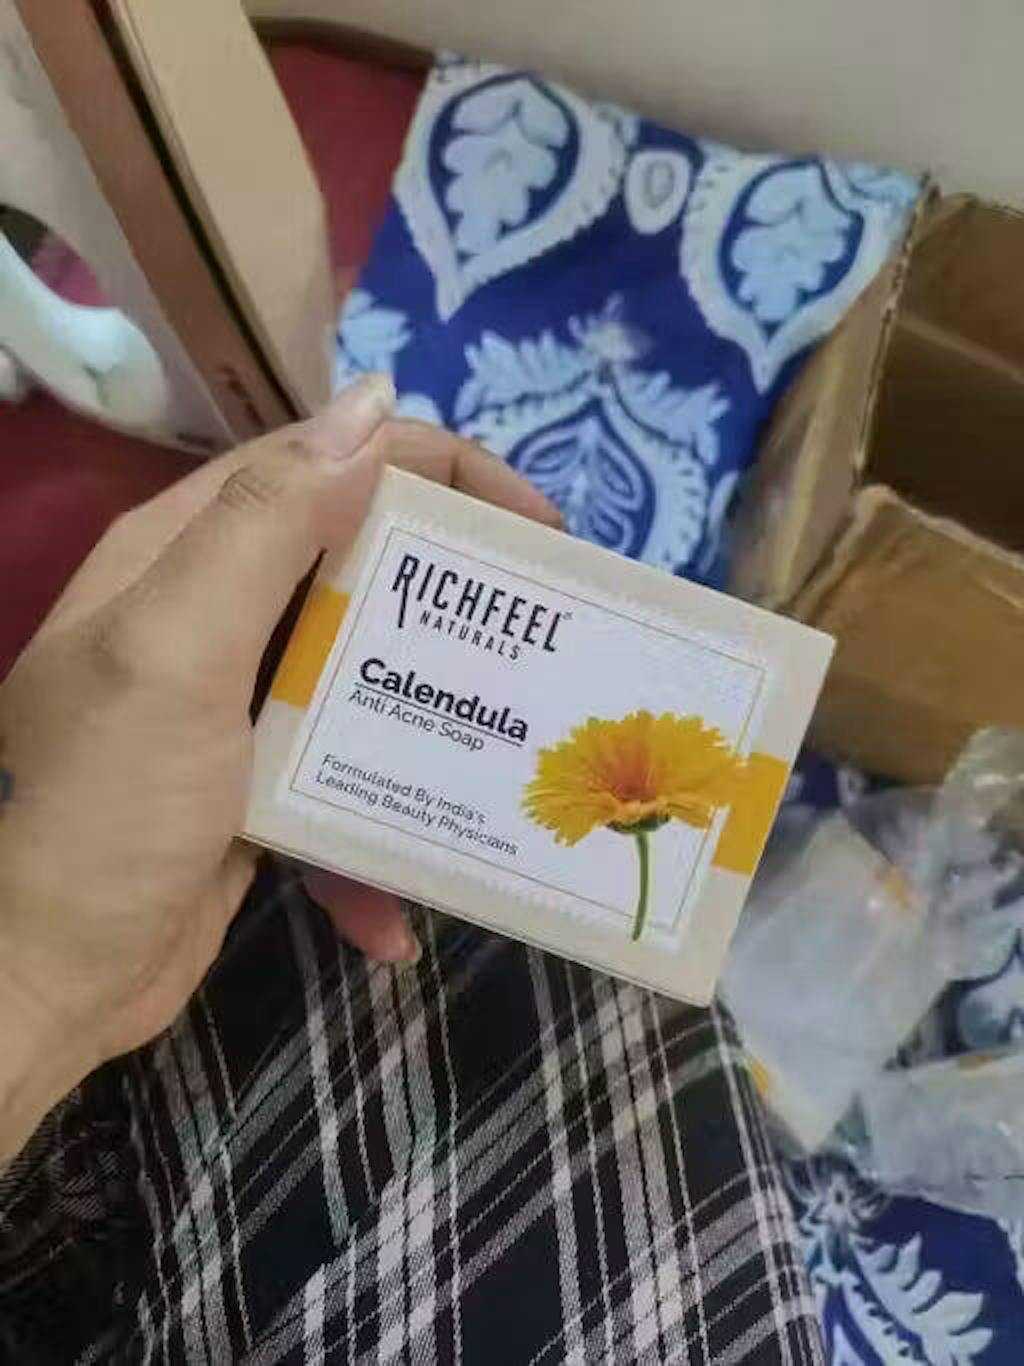 RICHFEEL
NATURALS
Calendula
Anti Acne Soap
Formulated By India's
Leading Beauty Physicians